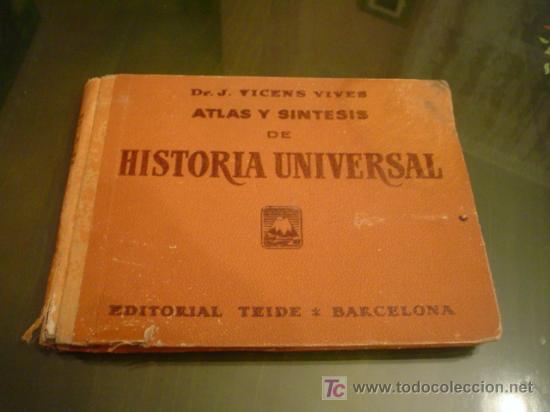 Dr. J. VICENS VIVES
ATLAS Y SINTESIS
DE
HISTORIA UNIVERSAL
EDITORIAL TEIDE * BARCELONA
TC www.todocoleccion.net